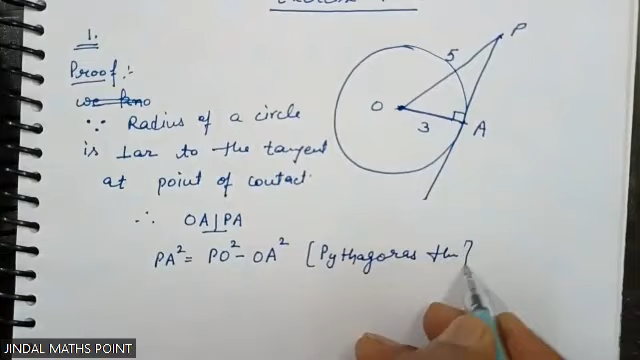 1.
Proof :-
∵ Radius of a circle
is ⊥ar to the tangent
at point of contact.
∴ OA⊥PA
PA² = PO² - OA² [Pythagoras th]
P
5
O
3
A
JINDAL MATHS POINT